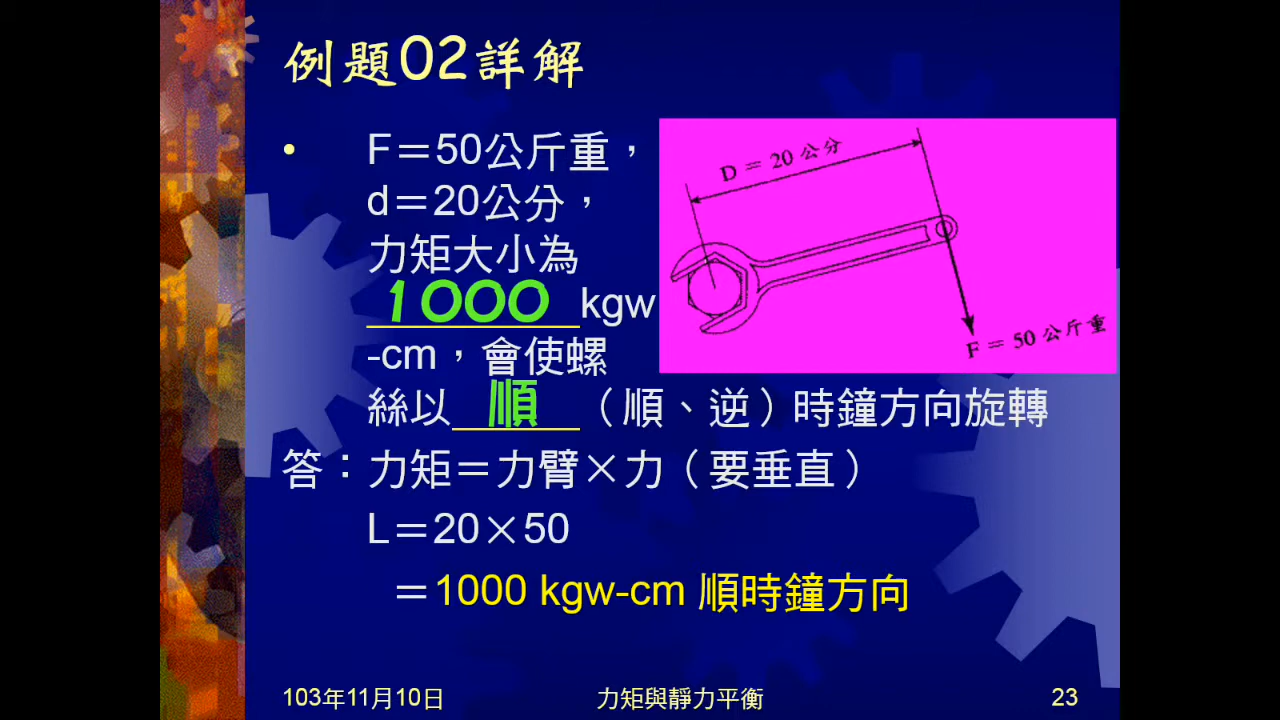 例題02詳解
• F＝50公斤重，
d＝20公分，
力矩大小為
1000 kgw
-cm，會使螺
絲以 順 （順、逆）時鐘方向旋轉
D = 20 公分
F = 50 公斤重
答：力矩＝力臂×力（要垂直）
L＝20×50
＝1000 kgw-cm 順時鐘方向
103年11月10日
力矩與靜力平衡
23